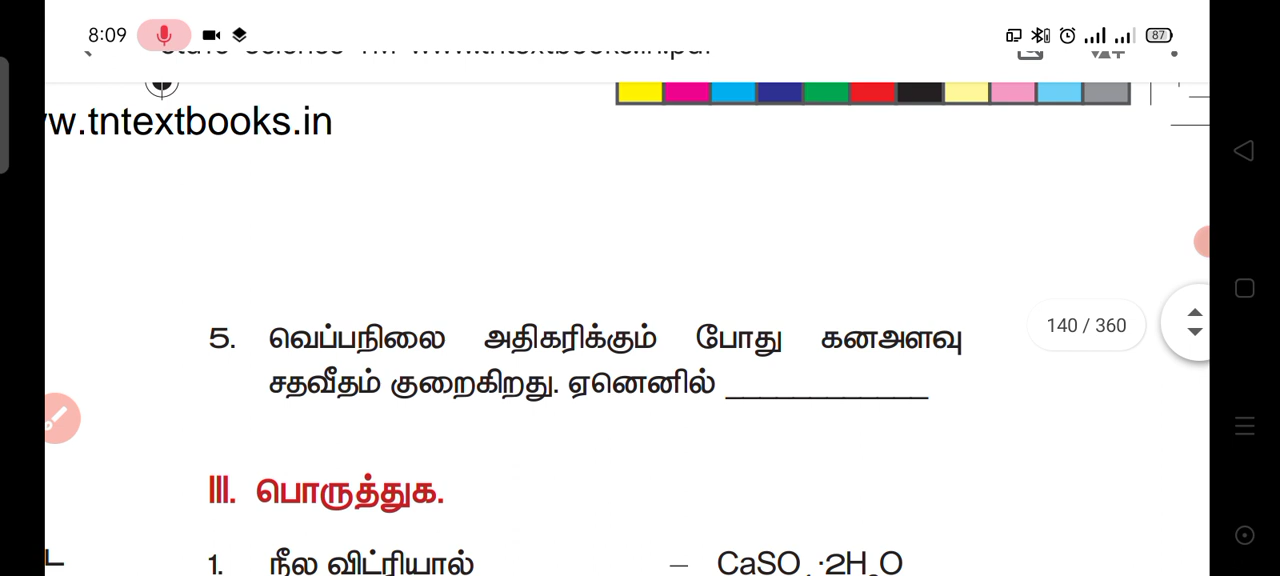 8:09
87
w.tntextbooks.in
5. வெப்பநிலை அதிகரிக்கும் போது கனஅளவு
சதவீதம் குறைகிறது. ஏனெனில் ____________
140 / 360
III. பொருத்துக.
1. நீல விட்ரியால் – CaSO₄·2H₂O